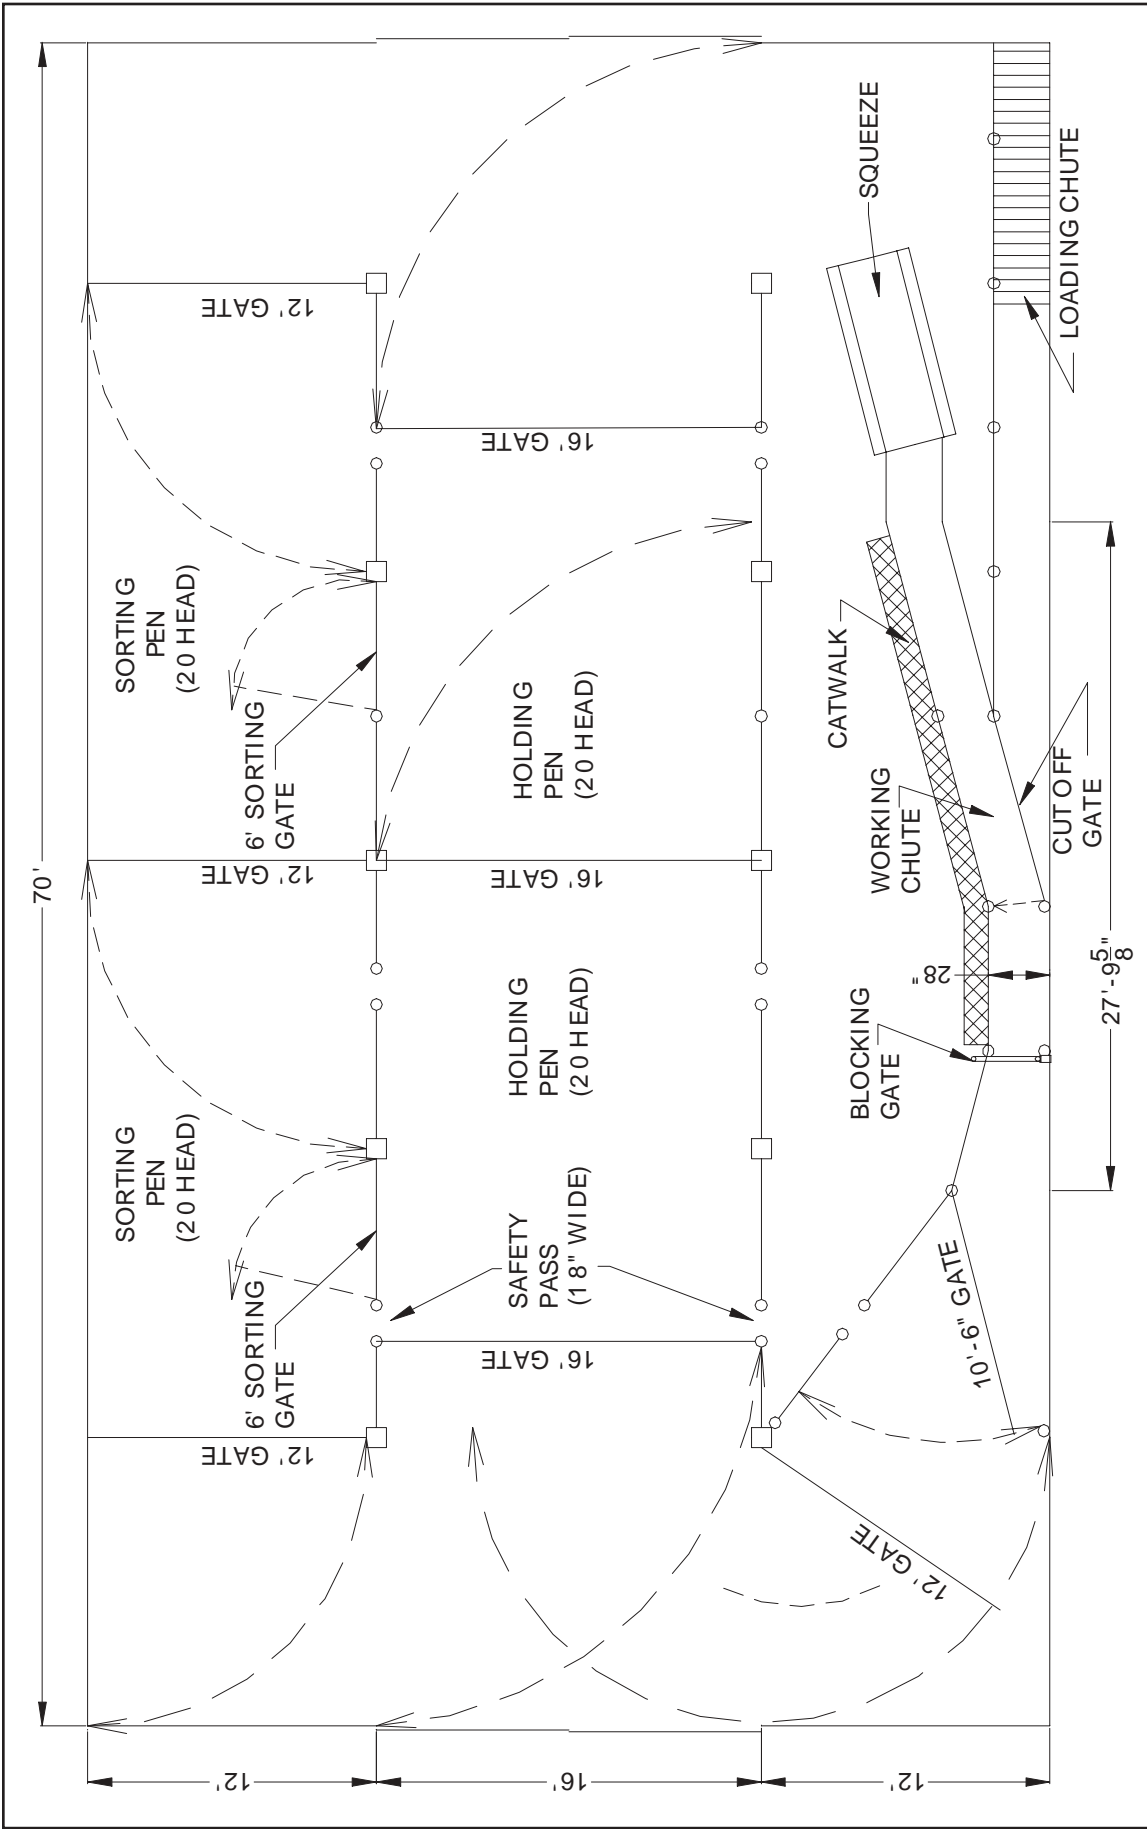 70'
SORTING
PEN
(20 HEAD)
SORTING
PEN
(20 HEAD)
12'
12' GATE
6' SORTING
GATE
12' GATE
6' SORTING
GATE
12' GATE
16'
16' GATE
SAFETY
PASS
(18" WIDE)
HOLDING
PEN
(20 HEAD)
16' GATE
HOLDING
PEN
(20 HEAD)
16' GATE
12'
12' GATE
10'-6" GATE
BLOCKING
GATE
28"
WORKING
CHUTE
CATWALK
SQUEEZE
CUT OFF
GATE
LOADING CHUTE
27'-9 5/8"